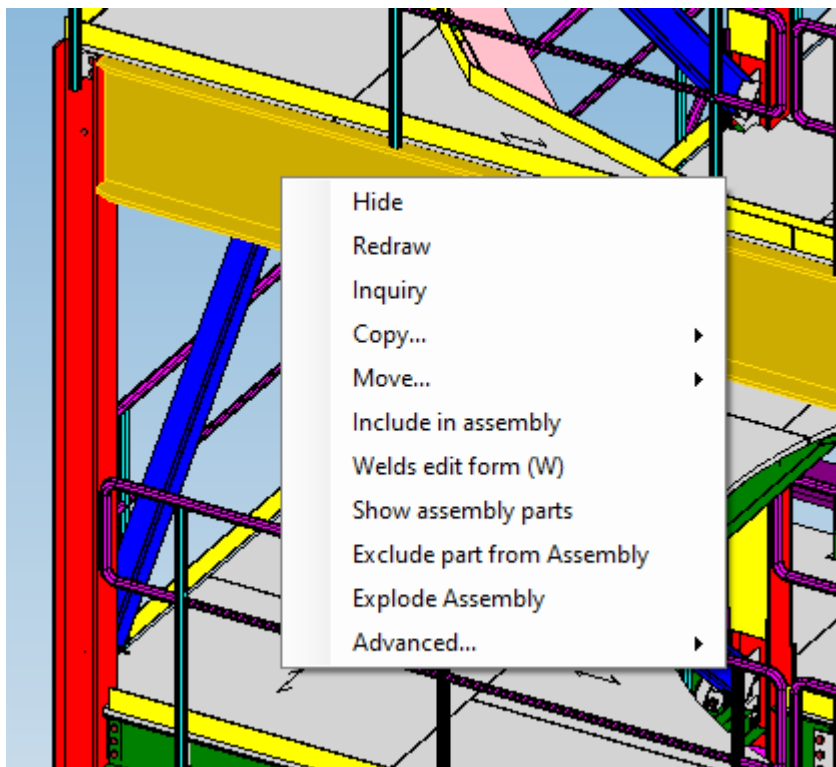 Hide
Redraw
Inquiry
Copy...
Move...
Include in assembly
Welds edit form (W)
Show assembly parts
Exclude part from Assembly
Explode Assembly
Advanced...